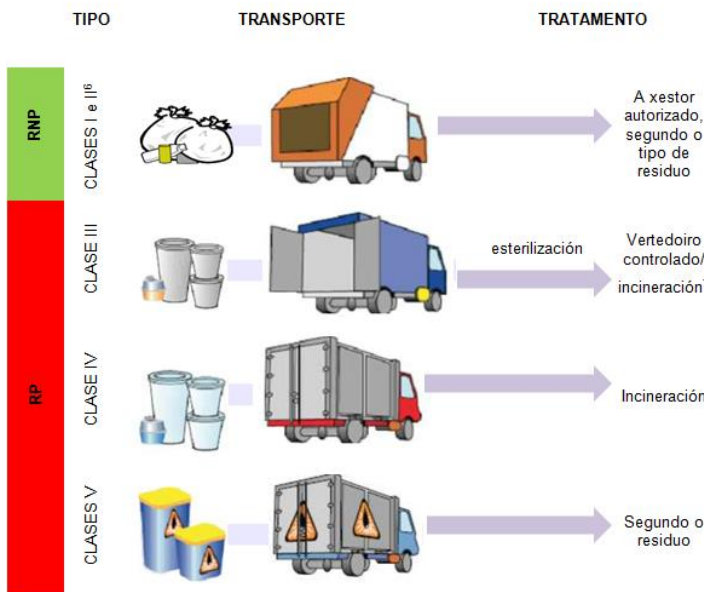 TIPO TRANSPORTE TRATAMENTO
RNP
CLASES I e II⁶
A xestor
autorizado,
segundo o
tipo de
residuo
RP
CLASE III
esterilización
Vertedoiro
controlado/
incineración
CLASE IV
Incineración
CLASES V
Segundo o
residuo